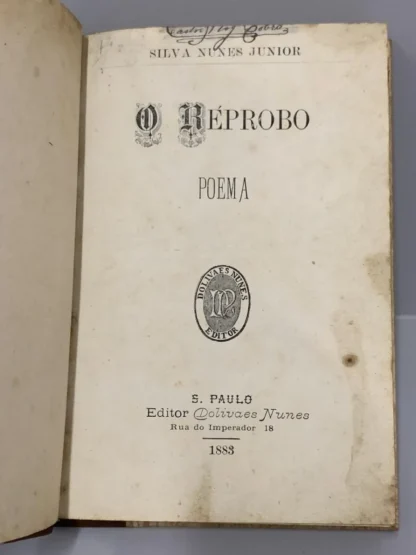 SILVA NUNES JUNIOR
O RÉPROBO
POEMA
DOLIVAES NUNES
EDITOR
S. PAULO
Editor Dolivaes Nunes
Rua do Imperador 18
1883